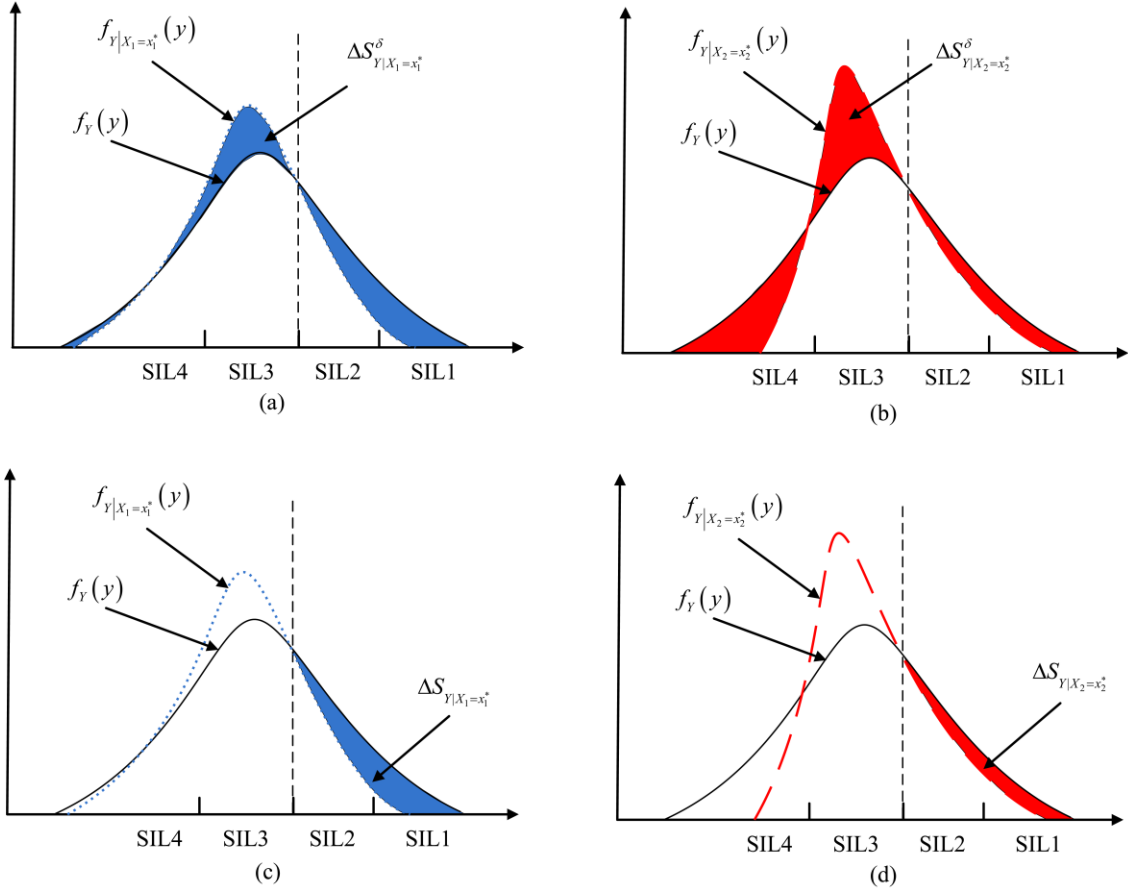 f_{Y|X_1=x_1^*}(y)
ΔS^δ_{Y|X_1=x_1^*}
f_Y(y)
SIL4 SIL3 SIL2 SIL1
(a)
f_{Y|X_2=x_2^*}(y)
ΔS^δ_{Y|X_2=x_2^*}
f_Y(y)
SIL4 SIL3 SIL2 SIL1
(b)
f_{Y|X_1=x_1^*}(y)
f_Y(y)
ΔS_{Y|X_1=x_1^*}
SIL4 SIL3 SIL2 SIL1
(c)
f_{Y|X_2=x_2^*}(y)
f_Y(y)
ΔS_{Y|X_2=x_2^*}
SIL4 SIL3 SIL2 SIL1
(d)